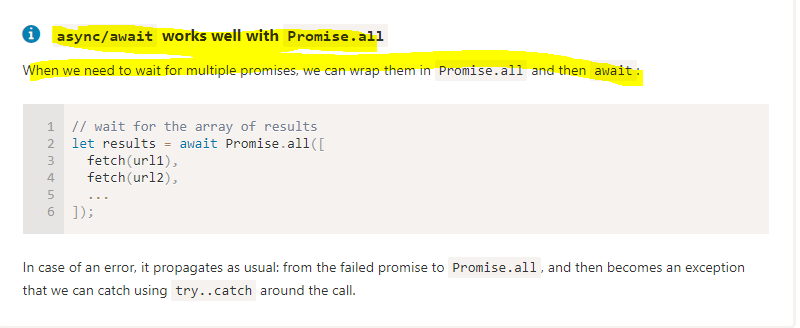 async/await works well with Promise.all
When we need to wait for multiple promises, we can wrap them in Promise.all and then await:
1 // wait for the array of results
2 let results = await Promise.all([
3 fetch(url1),
4 fetch(url2),
5 ...
6 ]);
In case of an error, it propagates as usual: from the failed promise to Promise.all, and then becomes an exception
that we can catch using try..catch around the call.